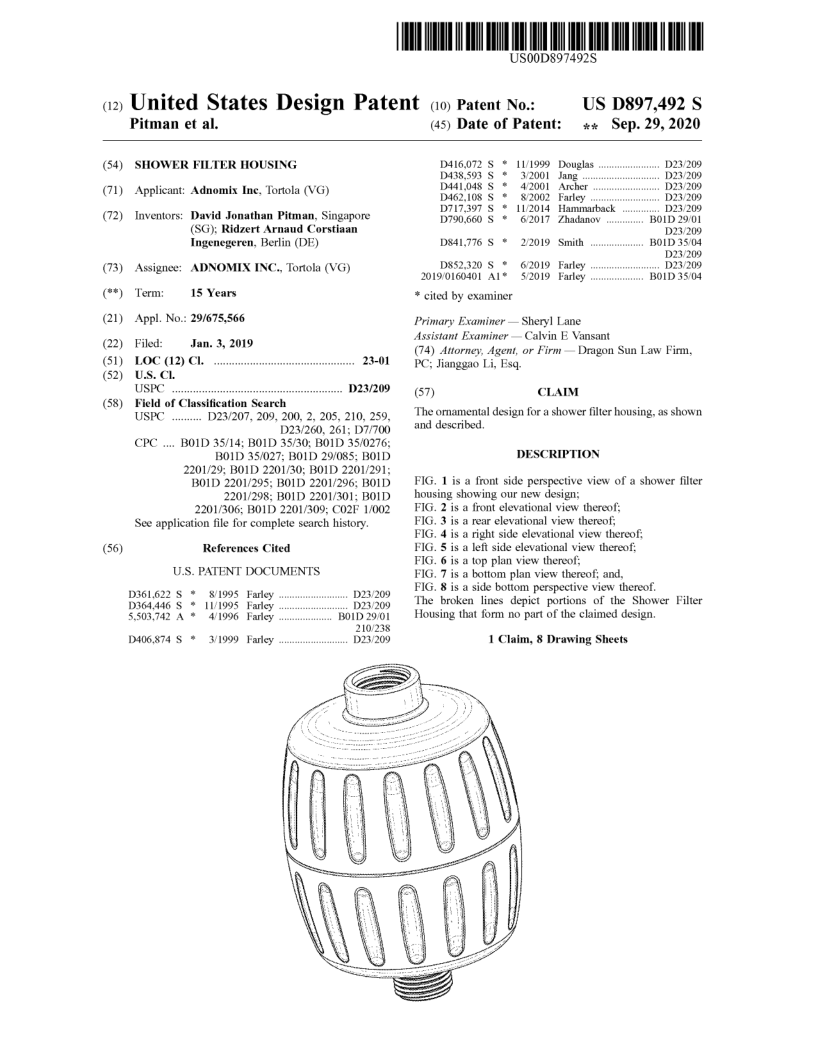 US00D897492S
(12) United States Design Patent
Pitman et al.
(10) Patent No.: US D897,492 S
(45) Date of Patent: ** Sep. 29, 2020
(54) SHOWER FILTER HOUSING
(71) Applicant: Adnomix Inc, Tortola (VG)
(72) Inventors: David Jonathan Pitman, Singapore
(SG); Ridzert Arnaud Corstiaan
Ingenegeren, Berlin (DE)
(73) Assignee: ADNOMIX INC., Tortola (VG)
(**) Term: 15 Years
(21) Appl. No.: 29/675,566
(22) Filed: Jan. 3, 2019
(51) LOC (12) Cl. ............................................ 23-01
(52) U.S. Cl.
USPC ..................................................... D23/209
(58) Field of Classification Search
USPC .......... D23/207, 209, 200, 2, 205, 210, 259,
D23/260, 261; D7/700
CPC .... B01D 35/14; B01D 35/30; B01D 35/0276;
B01D 35/027; B01D 29/085; B01D
2201/29; B01D 2201/30; B01D 2201/291;
B01D 2201/295; B01D 2201/296; B01D
2201/298; B01D 2201/301; B01D
2201/306; B01D 2201/309; C02F 1/002
See application file for complete search history.
(56) References Cited
U.S. PATENT DOCUMENTS
D361,622 S * 8/1995 Farley ........................... D23/209
D364,446 S * 11/1995 Farley ........................... D23/209
5,503,742 A * 4/1996 Farley .................... B01D 29/01
210/238
D406,874 S * 3/1999 Farley ........................... D23/209
D416,072 S * 11/1999 Douglas ....................... D23/209
D438,593 S * 3/2001 Jang ............................. D23/209
D441,048 S * 4/2001 Archer ......................... D23/209
D462,108 S * 8/2002 Farley .......................... D23/209
D717,397 S * 11/2014 Hammarback ............. D23/209
D790,660 S * 6/2017 Zhadanov ............ B01D 29/01
D23/209
D841,776 S * 2/2019 Smith .................... B01D 35/04
D23/209
D852,320 S * 6/2019 Farley .......................... D23/209
2019/0160401 A1* 5/2019 Farley .................... B01D 35/04
* cited by examiner
Primary Examiner — Sheryl Lane
Assistant Examiner — Calvin E Vansant
(74) Attorney, Agent, or Firm — Dragon Sun Law Firm,
PC; Jianggao Li, Esq.
(57) CLAIM
The ornamental design for a shower filter housing, as shown
and described.
DESCRIPTION
FIG. 1 is a front side perspective view of a shower filter
housing showing our new design;
FIG. 2 is a front elevational view thereof;
FIG. 3 is a rear elevational view thereof;
FIG. 4 is a right side elevational view thereof;
FIG. 5 is a left side elevational view thereof;
FIG. 6 is a top plan view thereof;
FIG. 7 is a bottom plan view thereof; and,
FIG. 8 is a side bottom perspective view thereof.
The broken lines depict portions of the Shower Filter
Housing that form no part of the claimed design.
1 Claim, 8 Drawing Sheets